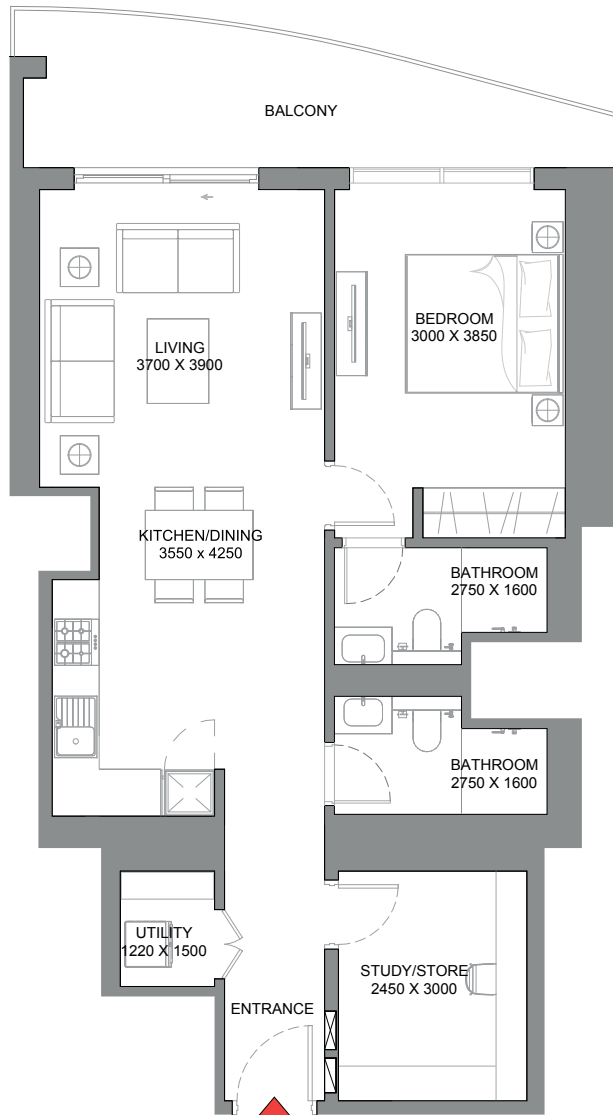 BALCONY
LIVING
3700 X 3900
BEDROOM
3000 X 3850
KITCHEN/DINING
3550 x 4250
BATHROOM
2750 X 1600
BATHROOM
2750 X 1600
UTILITY
1220 X 1500
STUDY/STORE
2450 X 3000
ENTRANCE